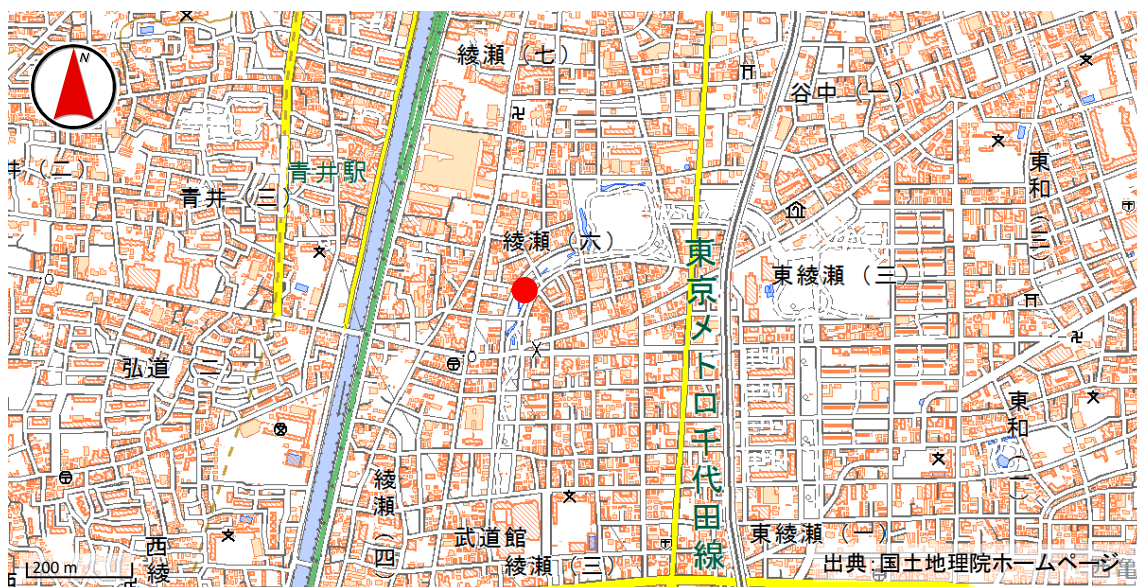 N
綾瀬（七）
谷中（一）
井（二）
青井駅
青井（三）
東和（三）
綾瀬（六）
東綾瀬（三）
東京メトロ千代田線
弘道（二）
綾瀬（四）
武道館
綾瀬（三）
東綾瀬（一）
西綾
200 m
出典：国土地理院ホームページ